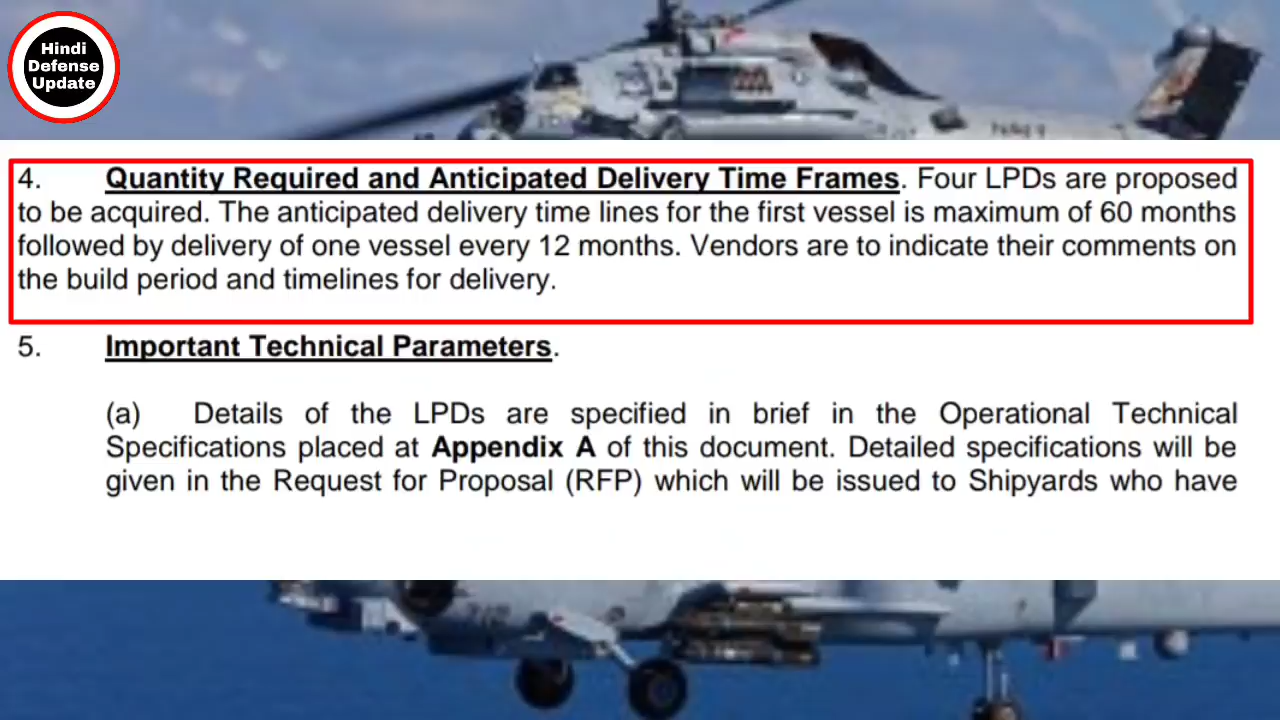 Hindi
Defense
Update
4. Quantity Required and Anticipated Delivery Time Frames. Four LPDs are proposed
to be acquired. The anticipated delivery time lines for the first vessel is maximum of 60 months
followed by delivery of one vessel every 12 months. Vendors are to indicate their comments on
the build period and timelines for delivery.
5. Important Technical Parameters.
(a) Details of the LPDs are specified in brief in the Operational Technical
Specifications placed at Appendix A of this document. Detailed specifications will be
given in the Request for Proposal (RFP) which will be issued to Shipyards who have